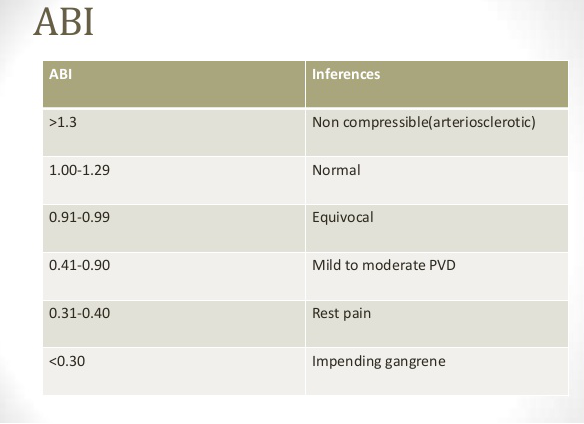 ABI
ABI Inferences
>1.3 Non compressible(arteriosclerotic)
1.00-1.29 Normal
0.91-0.99 Equivocal
0.41-0.90 Mild to moderate PVD
0.31-0.40 Rest pain
<0.30 Impending gangrene